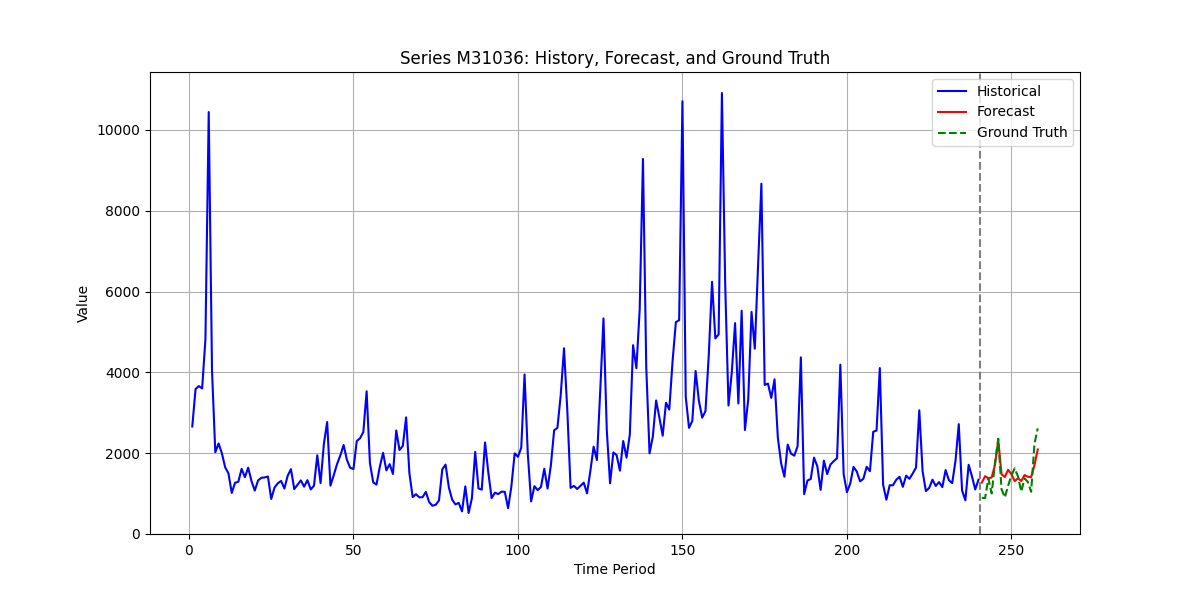 Series M31036: History, Forecast, and Ground Truth
Historical
Forecast
Ground Truth
Value
10000
8000
6000
4000
2000
0
0 50 100 150 200 250
Time Period